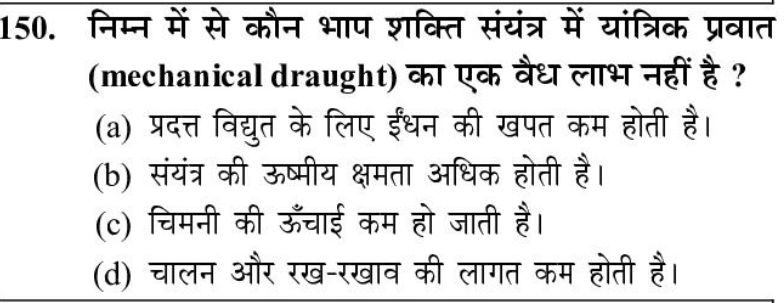 150. निम्न में से कौन भाप शक्ति संयंत्र में यांत्रिक प्रवात
(mechanical draught) का एक वैध लाभ नहीं है ?
(a) प्रदत्त विद्युत के लिए ईंधन की खपत कम होती है।
(b) संयंत्र की ऊष्मीय क्षमता अधिक होती है।
(c) चिमनी की ऊँचाई कम हो जाती है।
(d) चालन और रख-रखाव की लागत कम होती है।